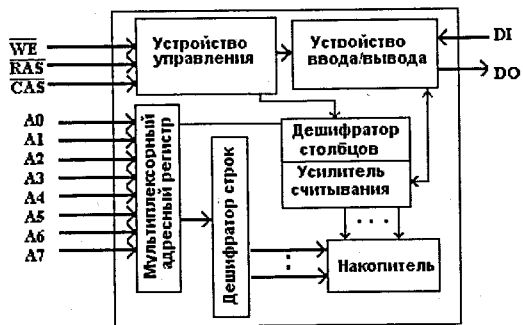 WE
RAS
CAS
A0
A1
A2
A3
A4
A5
A6
A7
Устройство
управления
Устройство
ввода/вывода
DI
DO
Мультиплексорный
адресный регистр
Дешифратор строк
Дешифратор
столбцов
Усилитель
считывания
Накопитель